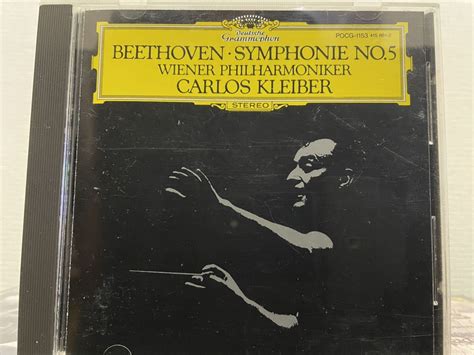 Deutsche
Grammophon
POCG-1153
BEETHOVEN · SYMPHONIE NO.5
WIENER PHILHARMONIKER
CARLOS KLEIBER
STEREO